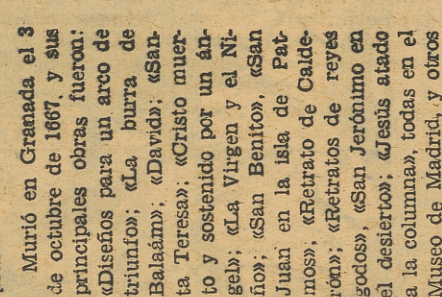 Murió en Granada el 3
de octubre de 1667, y sus
principales obras fueron:
«Diseños para un arco de
triunfo»; «La burra de
Balaám»; «David»; «San-
ta Teresa»; «Cristo muer-
to y sostenido por un án-
gel»; «La Virgen y el Ni-
ño»; «San Benito», «San
Juan en la isla de Pat-
mos»; «Retrato de Calde-
rón»; «Retratos de reyes
godos», «San Jerónimo en
el desierto»; «Jesús atado
a la columna», todas en el
Museo de Madrid, y otros